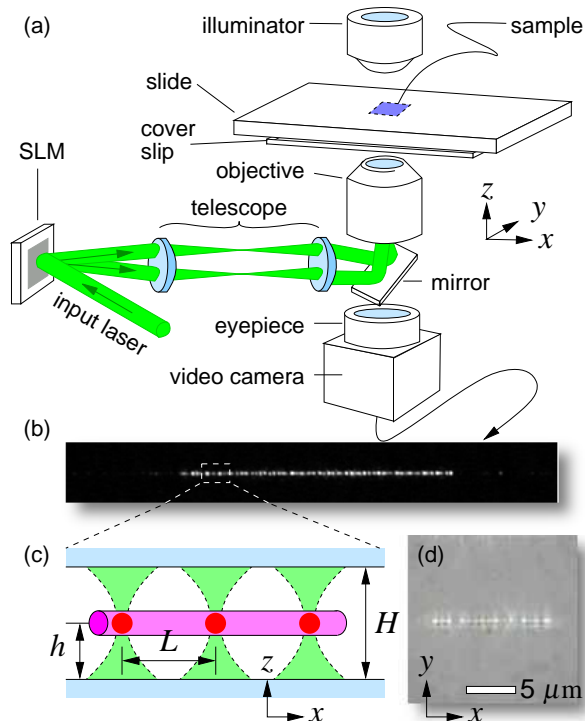 (a)
illuminator
sample
slide
cover
slip
SLM
objective
telescope
z
y
x
mirror
input laser
eyepiece
video camera
(b)
(c)
(d)
h
L
H
z
x
y
x
5 μm